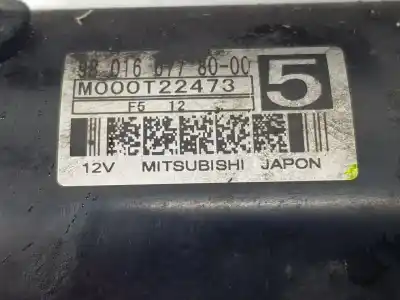 98 016 677 80-00
M000T22473
5
F5 12
12V MITSUBISHI JAPON